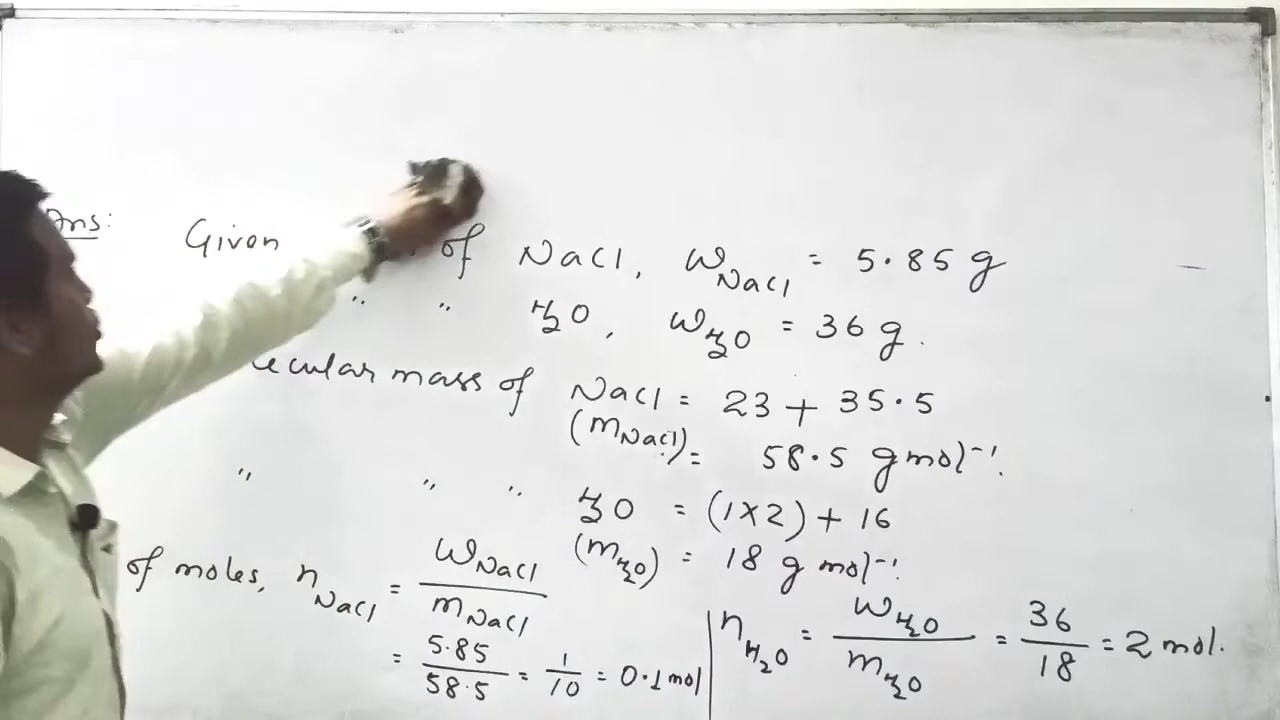 Ans: Given of NaCl, W_NaCl = 5.85 g
" " H₂O, W_H₂O = 36 g.
ecular mass of NaCl = 23 + 35.5
(m_NaCl) = 58.5 g mol⁻¹.
" " " H₂O = (1×2) + 16
(m_H₂O) = 18 g mol⁻¹.
of moles, n_NaCl = W_NaCl / m_NaCl
= 5.85 / 58.5 = 1/10 = 0.1 mol
n_H₂O = W_H₂O / m_H₂O = 36/18 = 2 mol.